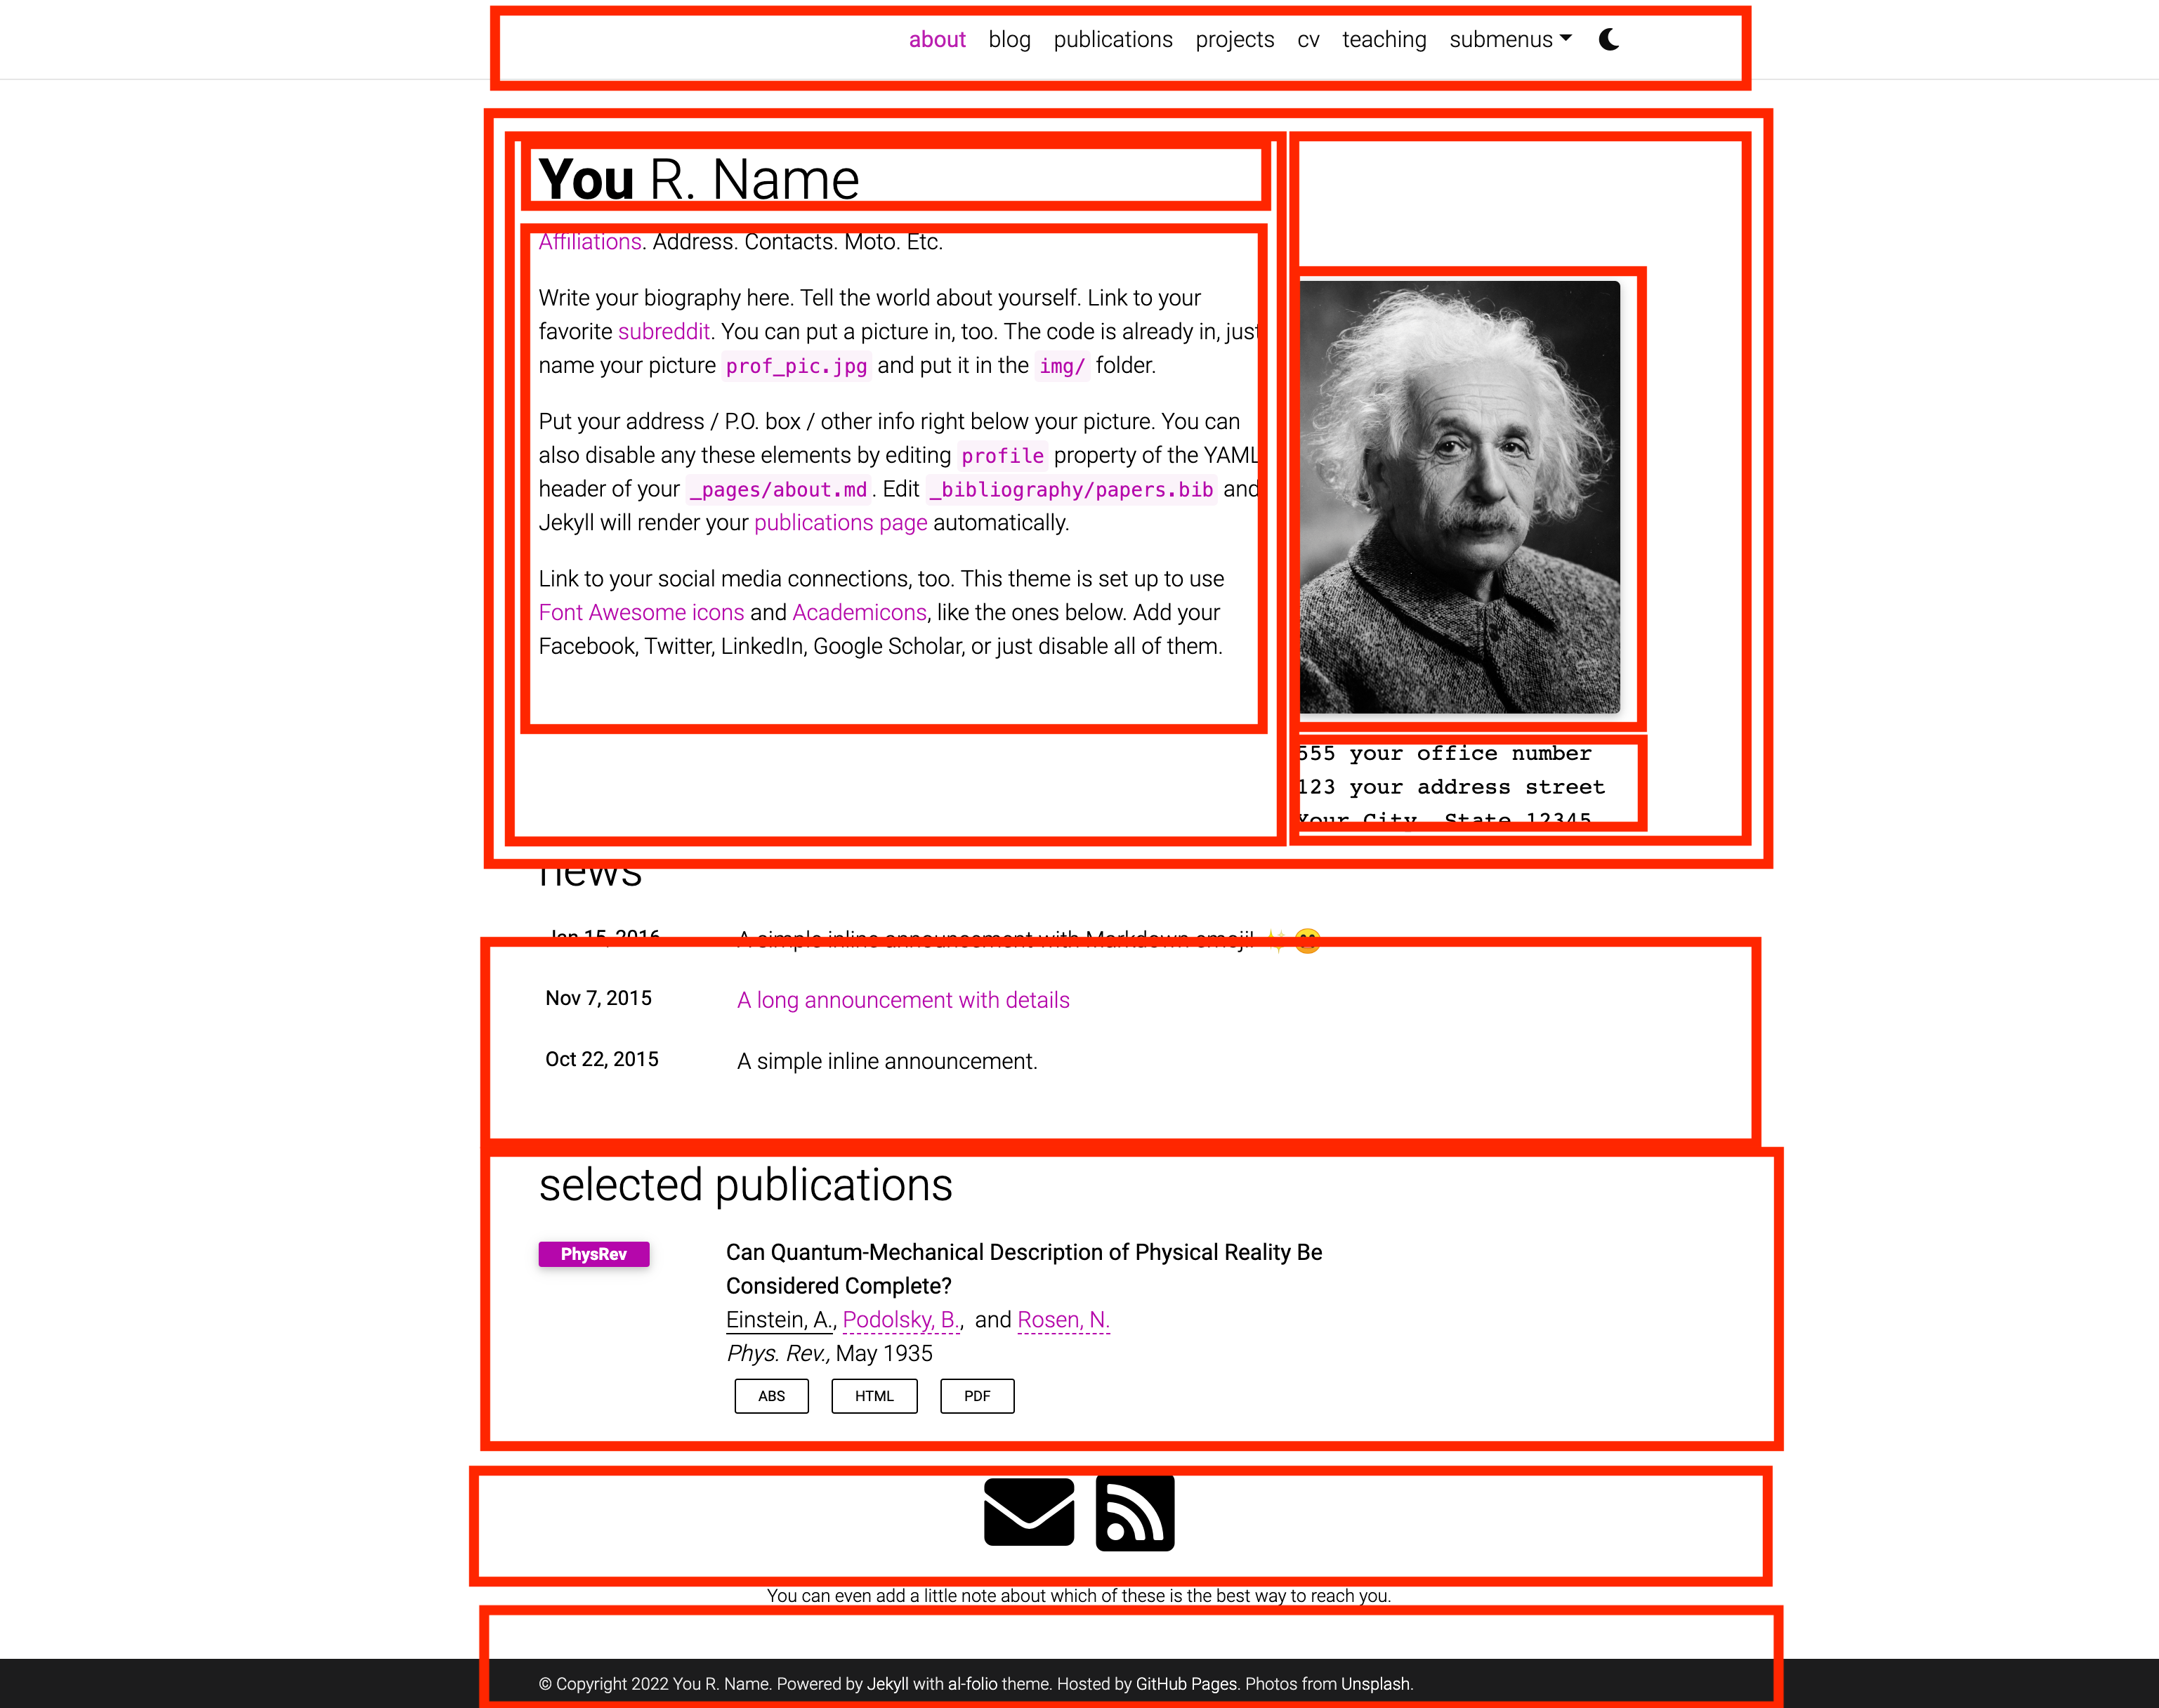 about blog publications projects cv teaching submenus
You R. Name
Affiliations. Address. Contacts. Moto. Etc.
Write your biography here. Tell the world about yourself. Link to your
favorite subreddit. You can put a picture in, too. The code is already in, just
name your picture prof_pic.jpg and put it in the img/ folder.
Put your address / P.O. box / other info right below your picture. You can
also disable any these elements by editing profile property of the YAML
header of your _pages/about.md. Edit _bibliography/papers.bib and
Jekyll will render your publications page automatically.
Link to your social media connections, too. This theme is set up to use
Font Awesome icons and Academicons, like the ones below. Add your
Facebook, Twitter, LinkedIn, Google Scholar, or just disable all of them.
555 your office number
123 your address street
Your City, State 12345
news
Jan 15, 2016 A simple inline announcement with Markdown emoji! ✨ 😄
Nov 7, 2015 A long announcement with details
Oct 22, 2015 A simple inline announcement.
selected publications
PhysRev
Can Quantum-Mechanical Description of Physical Reality Be
Considered Complete?
Einstein, A., Podolsky, B., and Rosen, N.
Phys. Rev., May 1935
ABS HTML PDF
You can even add a little note about which of these is the best way to reach you.
© Copyright 2022 You R. Name. Powered by Jekyll with al-folio theme. Hosted by GitHub Pages. Photos from Unsplash.